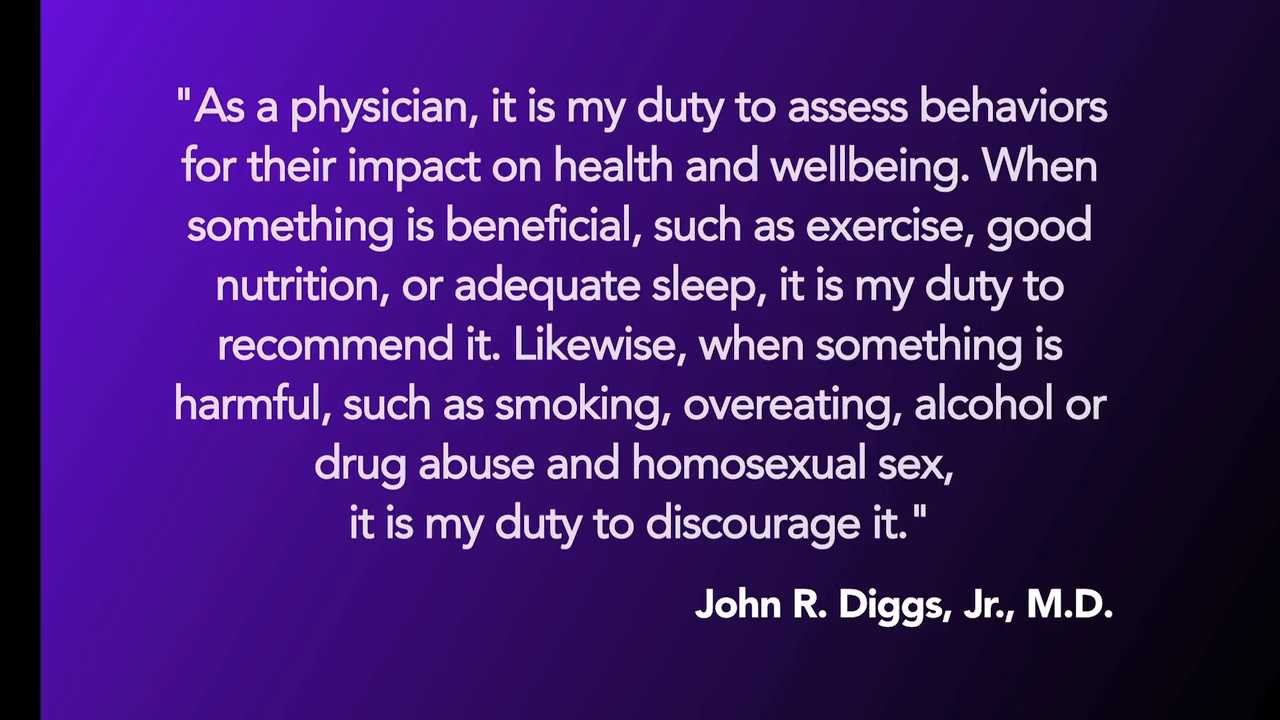 "As a physician, it is my duty to assess behaviors
for their impact on health and wellbeing. When
something is beneficial, such as exercise, good
nutrition, or adequate sleep, it is my duty to
recommend it. Likewise, when something is
harmful, such as smoking, overeating, alcohol or
drug abuse and homosexual sex,
it is my duty to discourage it."
John R. Diggs, Jr., M.D.